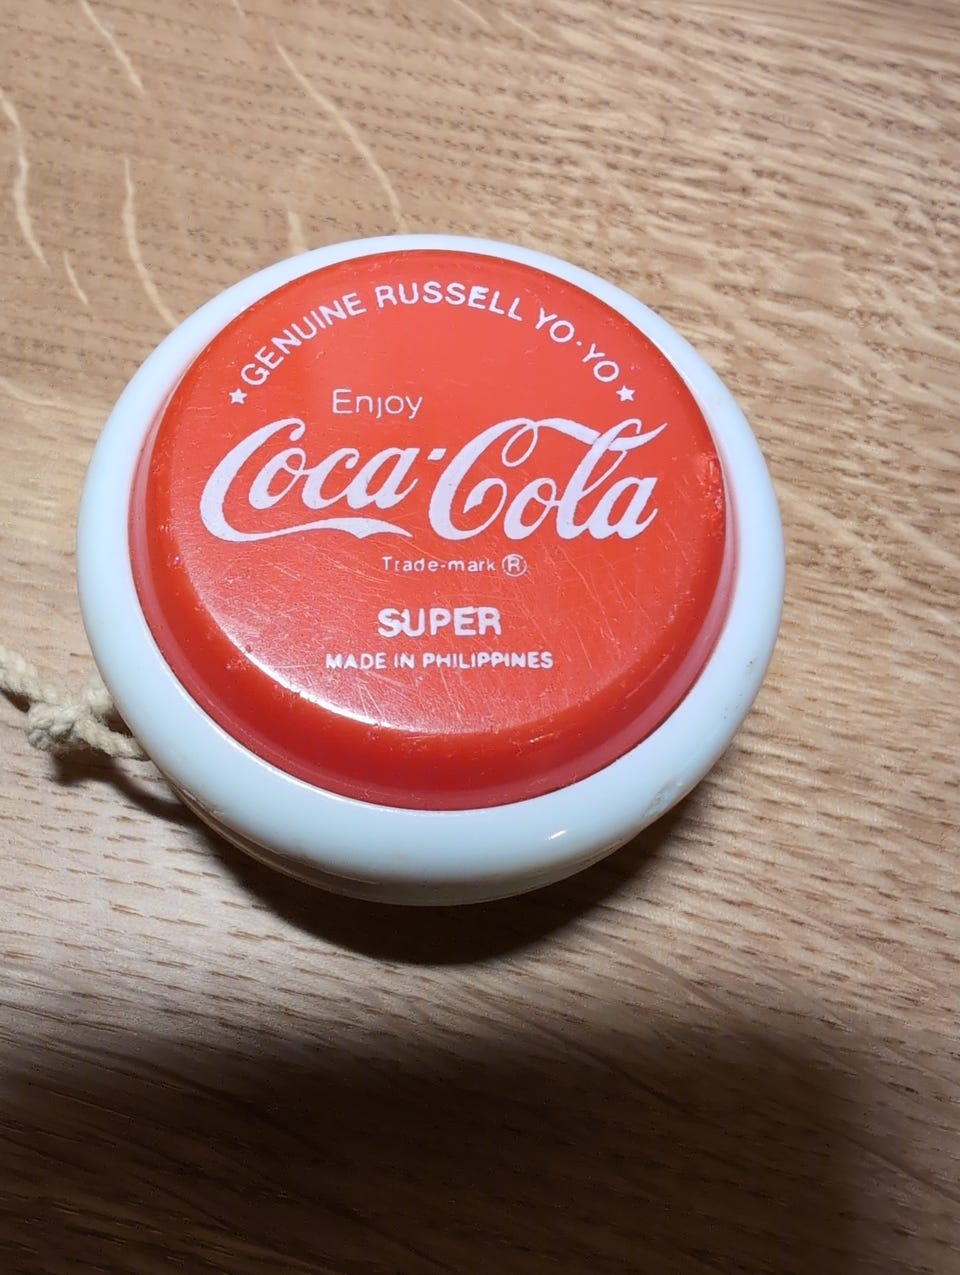 ★GENUINE RUSSELL YO-YO★
Enjoy
Coca-Cola
Trade-mark ®
SUPER
MADE IN PHILIPPINES